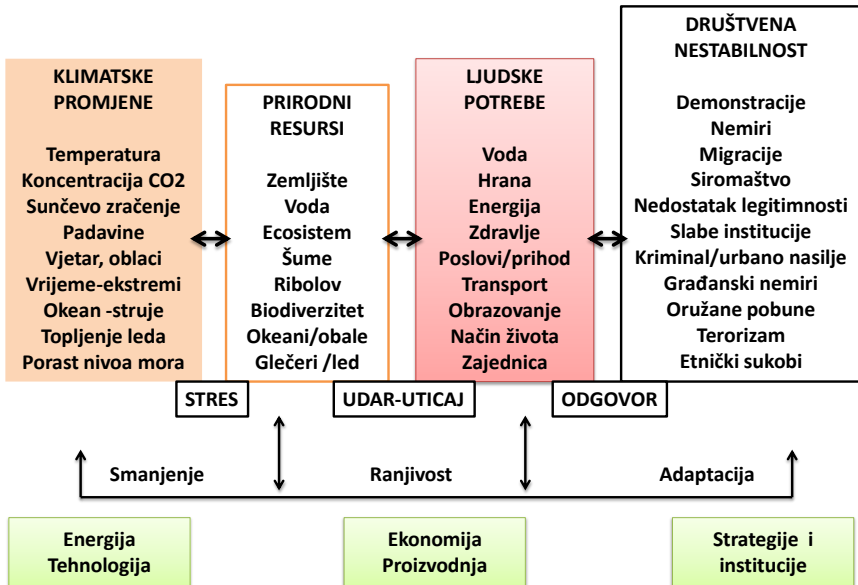 KLIMATSKE
PROMJENE
Temperatura
Koncentracija CO2
Sunčevo zračenje
Padavine
Vjetar, oblaci
Vrijeme-ekstremi
Okean -struje
Topljenje leda
Porast nivoa mora
PRIRODNI
RESURSI
Zemljište
Voda
Ecosistem
Šume
Ribolov
Biodiverzitet
Okeani/obale
Glečeri /led
LJUDSKE
POTREBE
Voda
Hrana
Energija
Zdravlje
Poslovi/prihod
Transport
Obrazovanje
Način života
Zajednica
DRUŠTVENA
NESTABILNOST
Demonstracije
Nemiri
Migracije
Siromaštvo
Nedostatak legitimnosti
Slabe institucije
Kriminal/urbano nasilje
Građanski nemiri
Oružane pobune
Terorizam
Etnički sukobi
STRES
UDAR-UTICAJ
ODGOVOR
Smanjenje
Ranjivost
Adaptacija
Energija
Tehnologija
Ekonomija
Proizvodnja
Strategije i
institucije